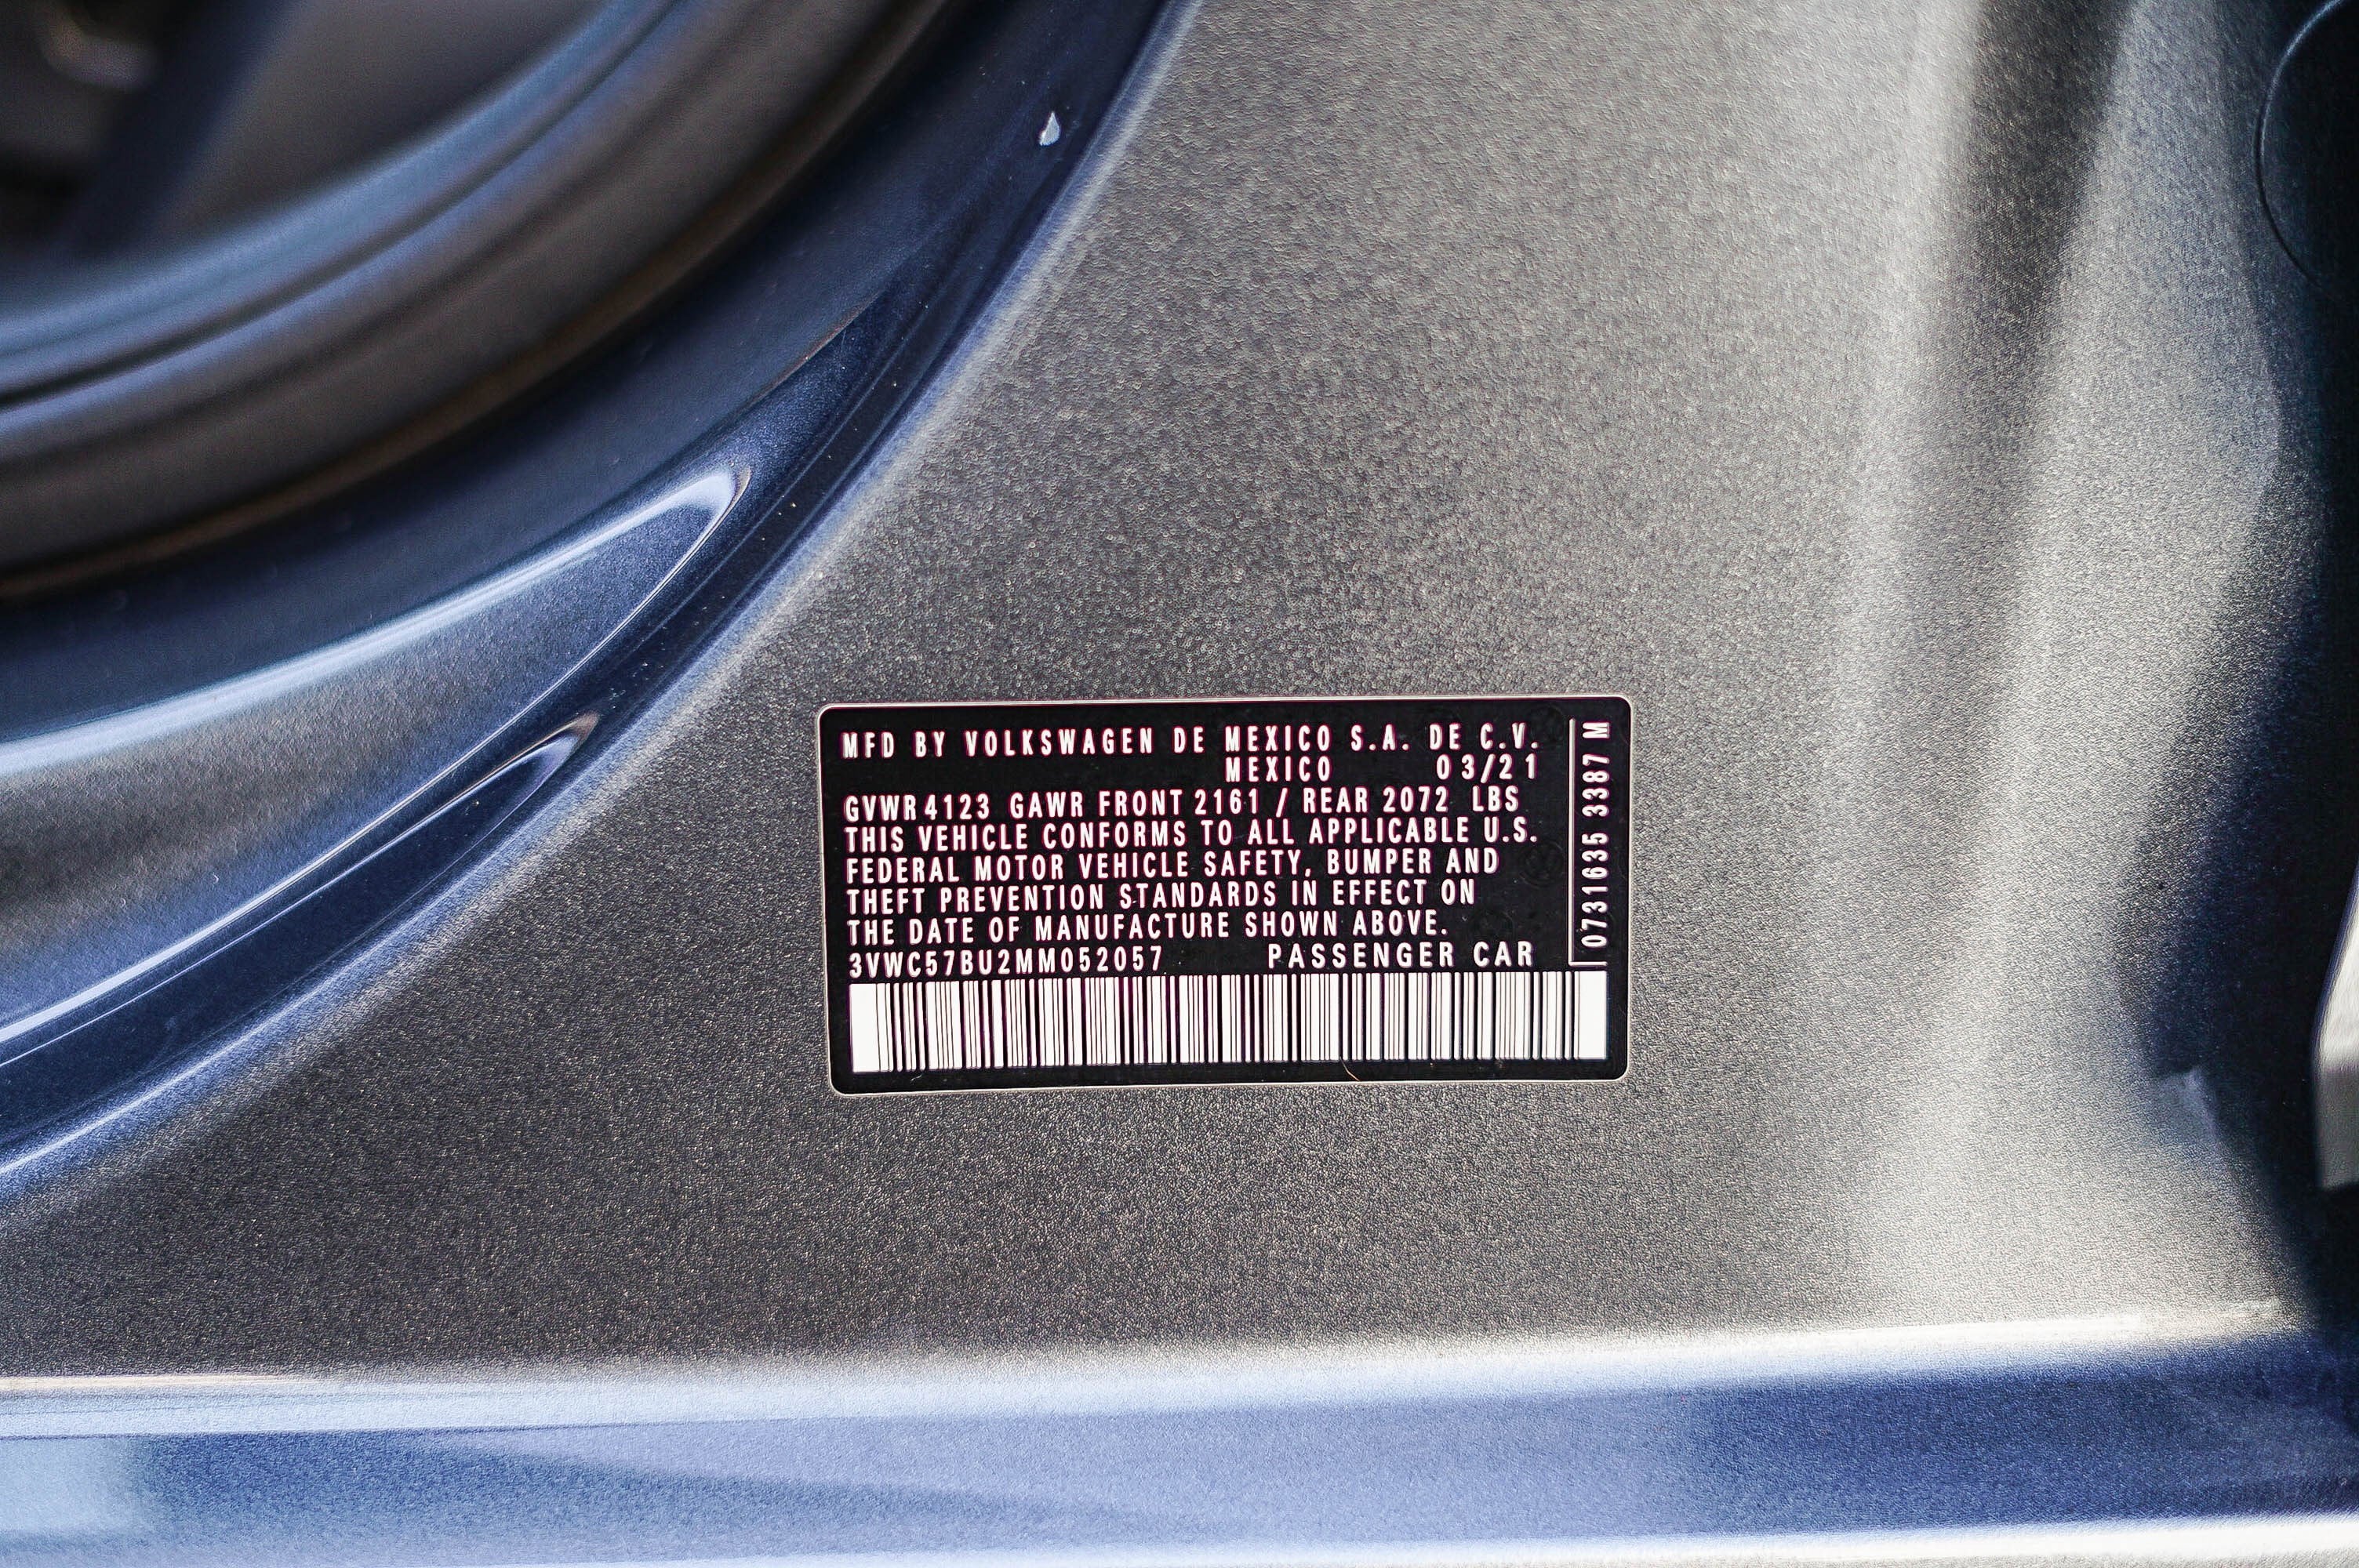 MFD BY VOLKSWAGEN DE MEXICO S.A. DE C.V.
MEXICO 03/21
GVWR 4123 GAWR FRONT 2161 / REAR 2072 LBS
THIS VEHICLE CONFORMS TO ALL APPLICABLE U.S.
FEDERAL MOTOR VEHICLE SAFETY, BUMPER AND
THEFT PREVENTION STANDARDS IN EFFECT ON
THE DATE OF MANUFACTURE SHOWN ABOVE.
3VWC57BU2MM052057 PASSENGER CAR
0731635 3387 M